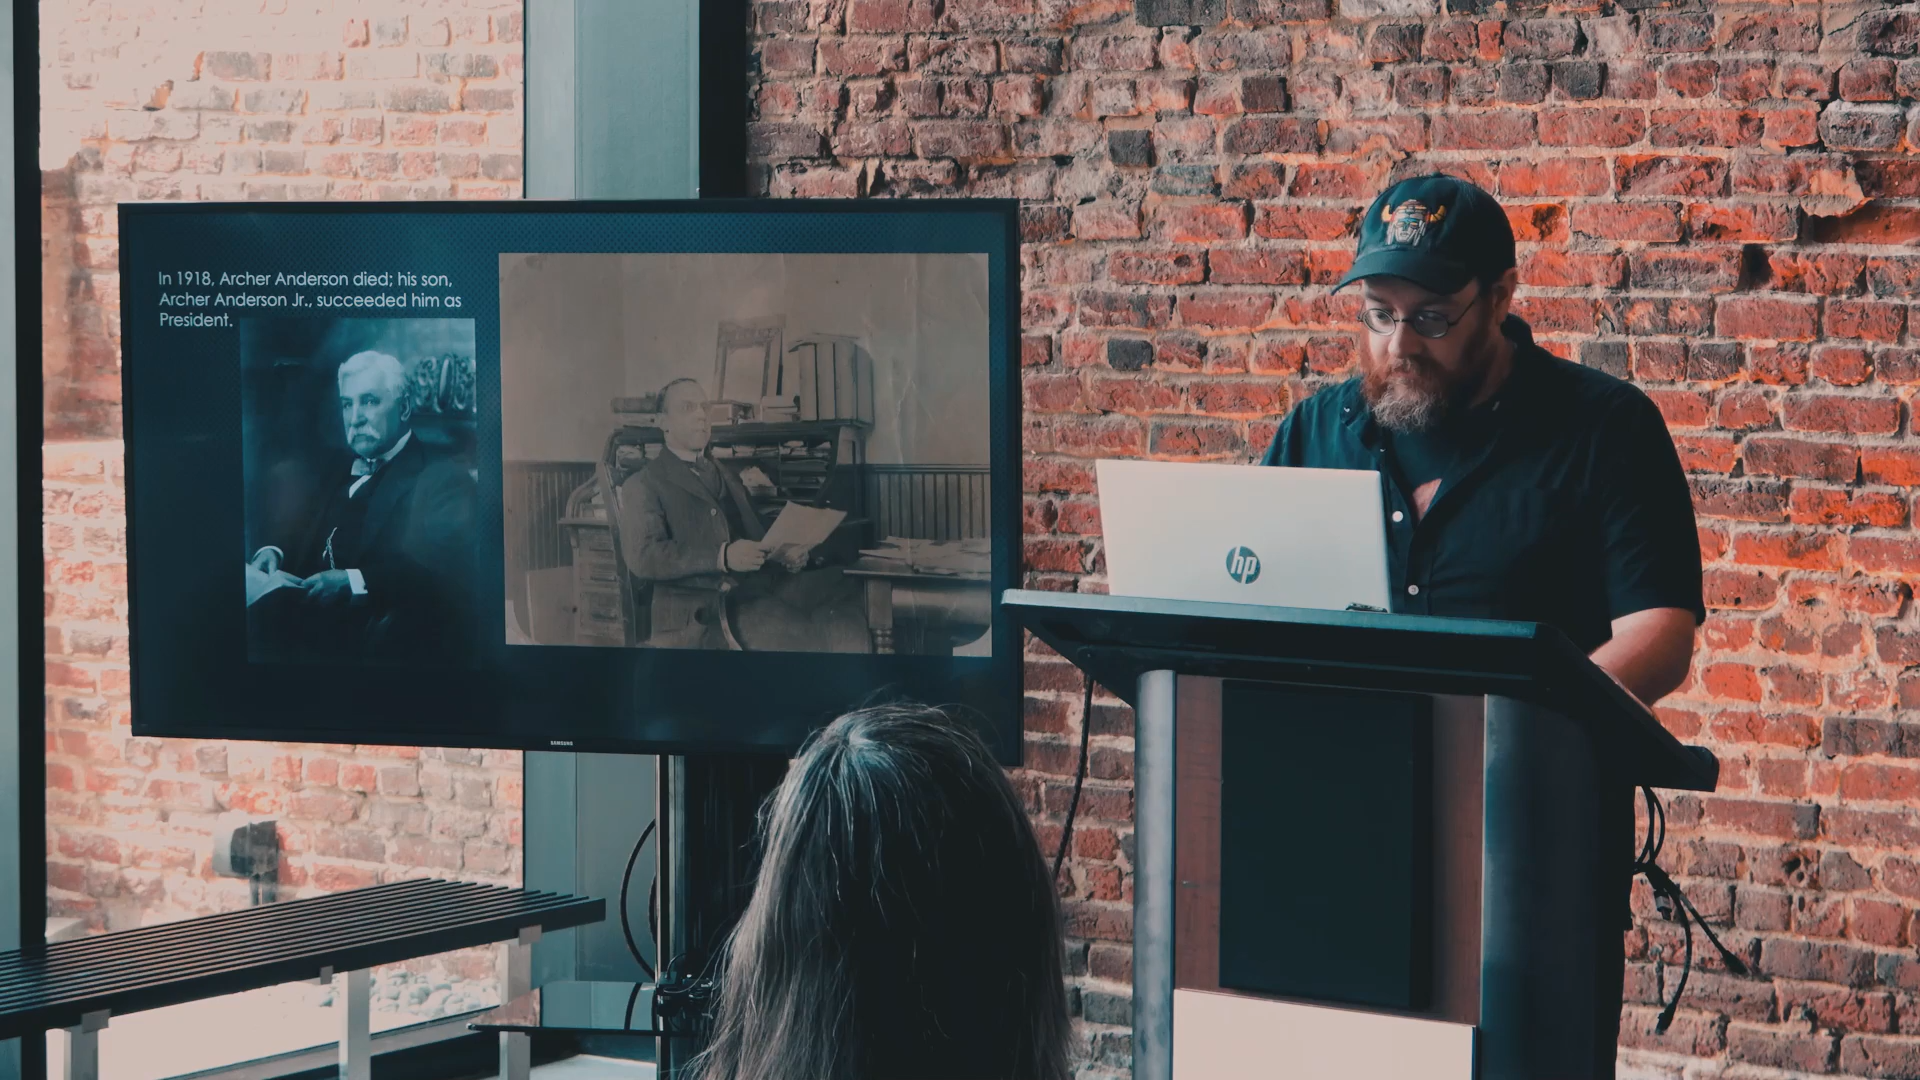 In 1918, Archer Anderson died; his son,
Archer Anderson Jr., succeeded him as
President.
SAMSUNG
hp